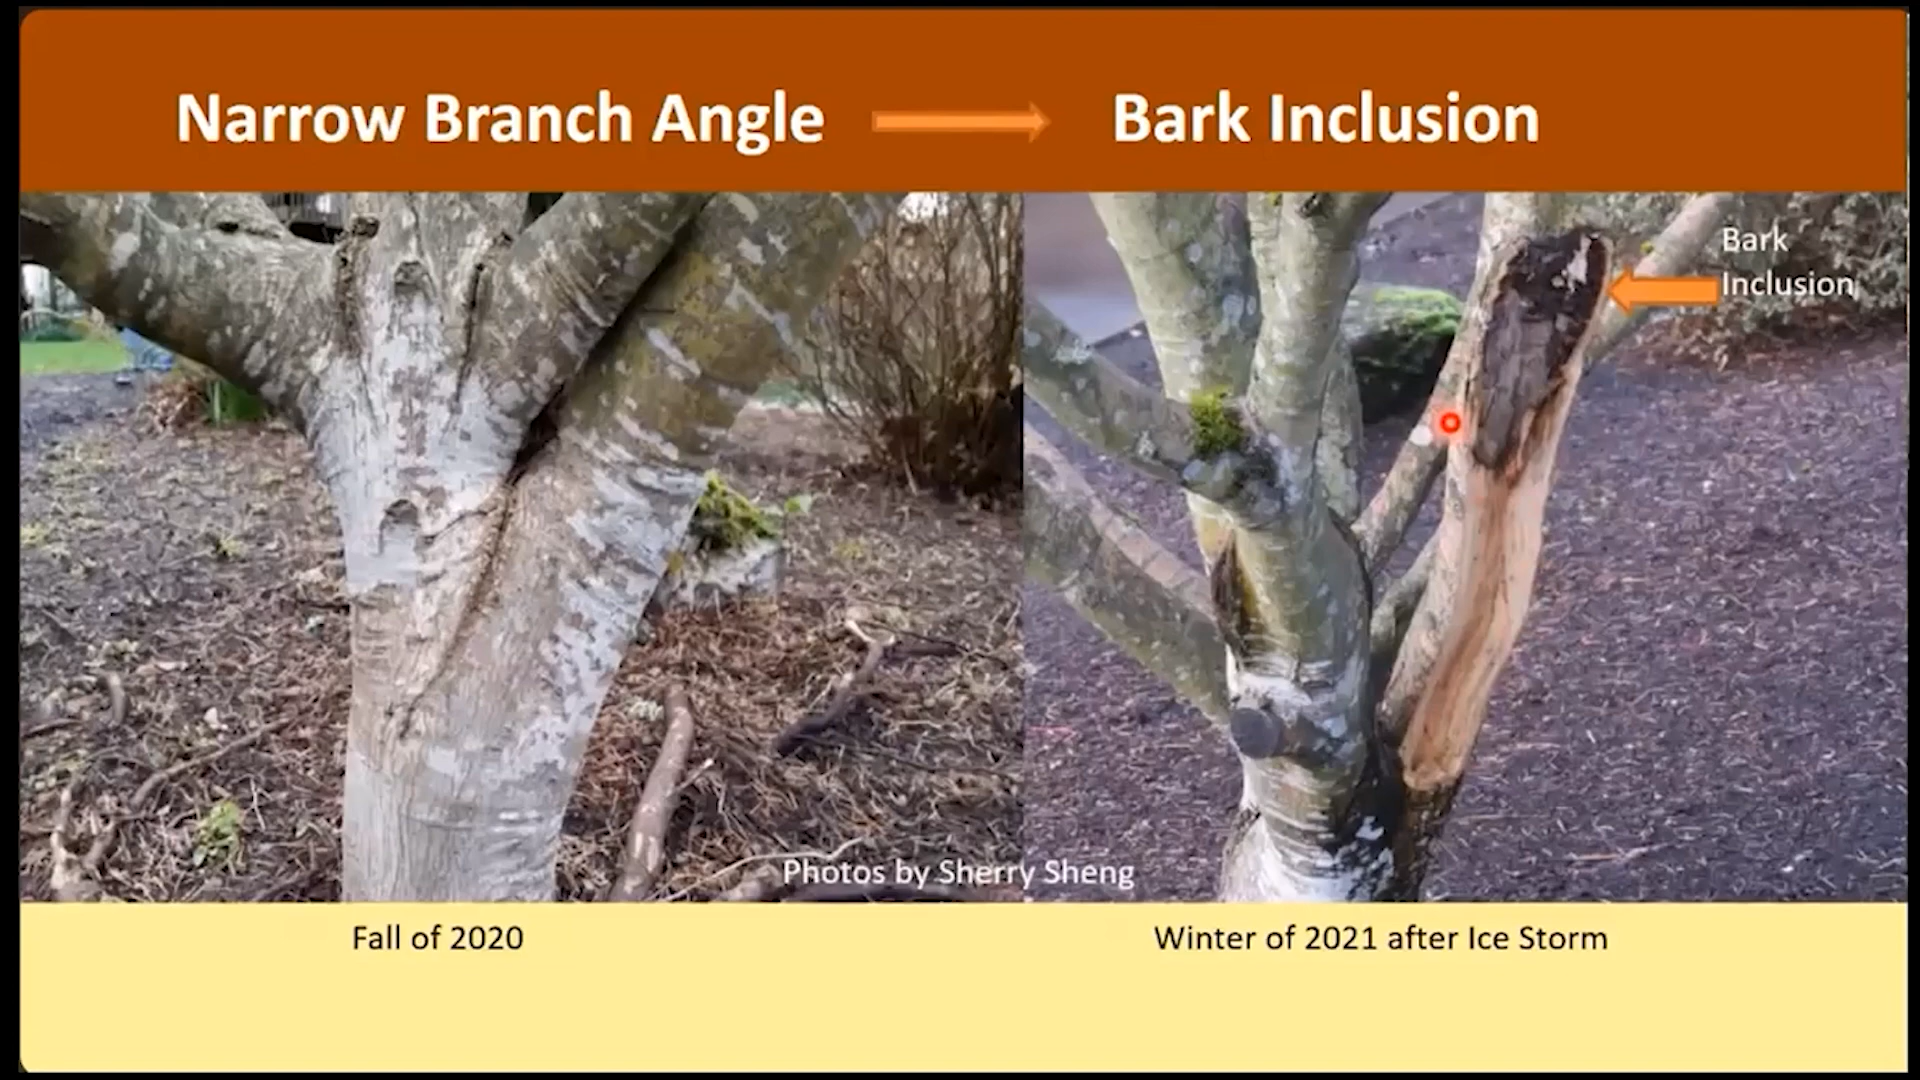 Narrow Branch Angle
Bark Inclusion
Bark
Inclusion
Photos by Sherry Sheng
Fall of 2020
Winter of 2021 after Ice Storm